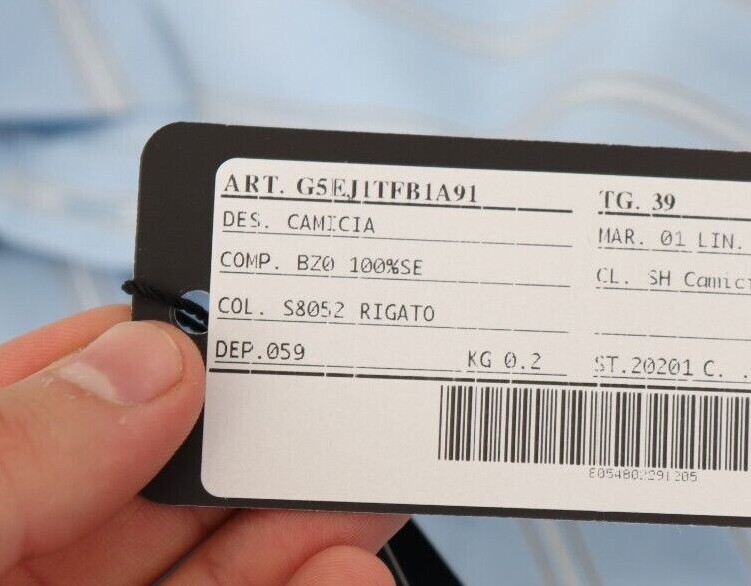 ART. G5EJ1TFB1A91
TG. 39
DES. CAMICIA
MAR. 01 LIN.
COMP. BZ0 100%SE
CL. SH Camici
COL. S8052 RIGATO
DEP.059 KG 0.2
ST.20201 C. .